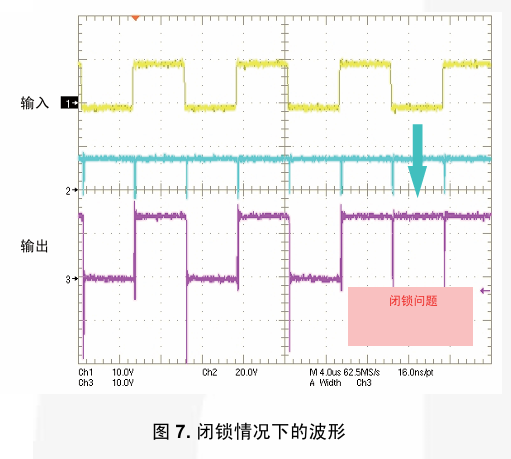 输入
1
2
输出
3
闭锁问题
Ch1 10.0V Ch2 20.0V M 4.0us 62.5MS/s 16.0ns/pt
Ch3 10.0V A Width Ch3
图 7. 闭锁情况下的波形